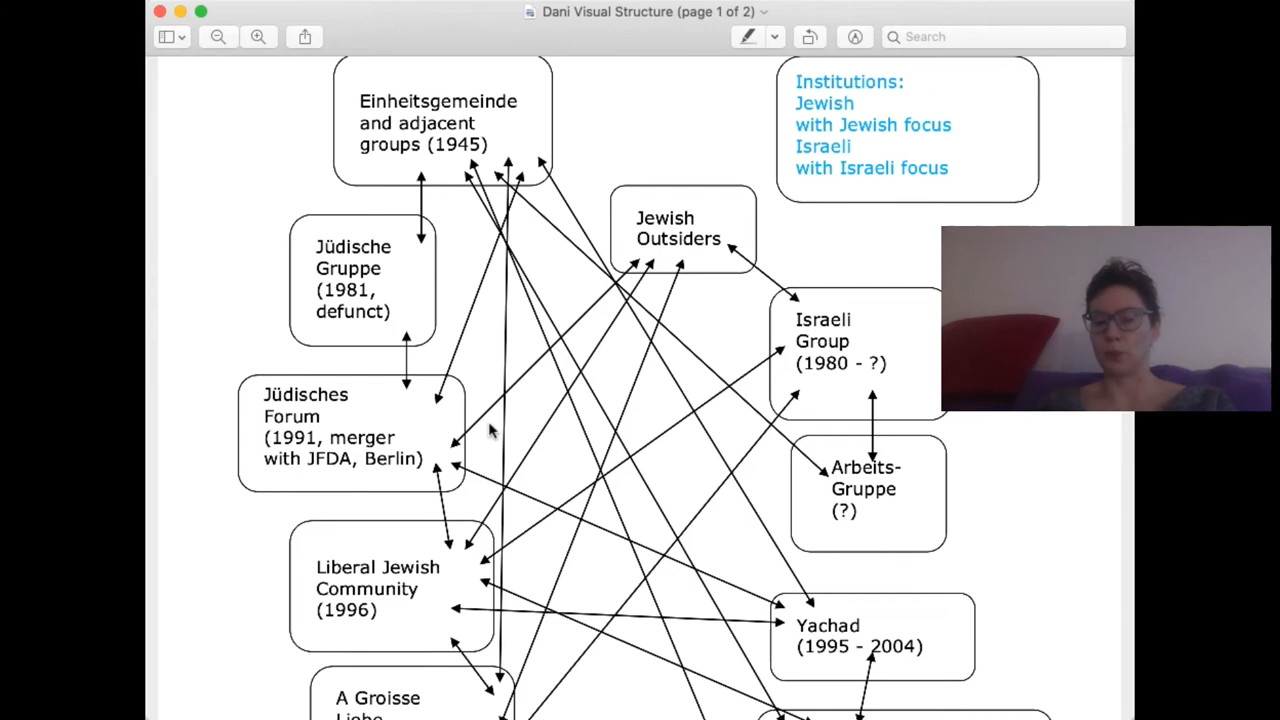 Dani Visual Structure (page 1 of 2)
Search
Einheitsgemeinde
and adjacent
groups (1945)
Institutions:
Jewish
with Jewish focus
Israeli
with Israeli focus
Jewish
Outsiders
Jüdische
Gruppe
(1981,
defunct)
Israeli
Group
(1980 - ?)
Jüdisches
Forum
(1991, merger
with JFDA, Berlin)
Arbeits-
Gruppe
(?)
Liberal Jewish
Community
(1996)
Yachad
(1995 - 2004)
A Groisse
Liebe